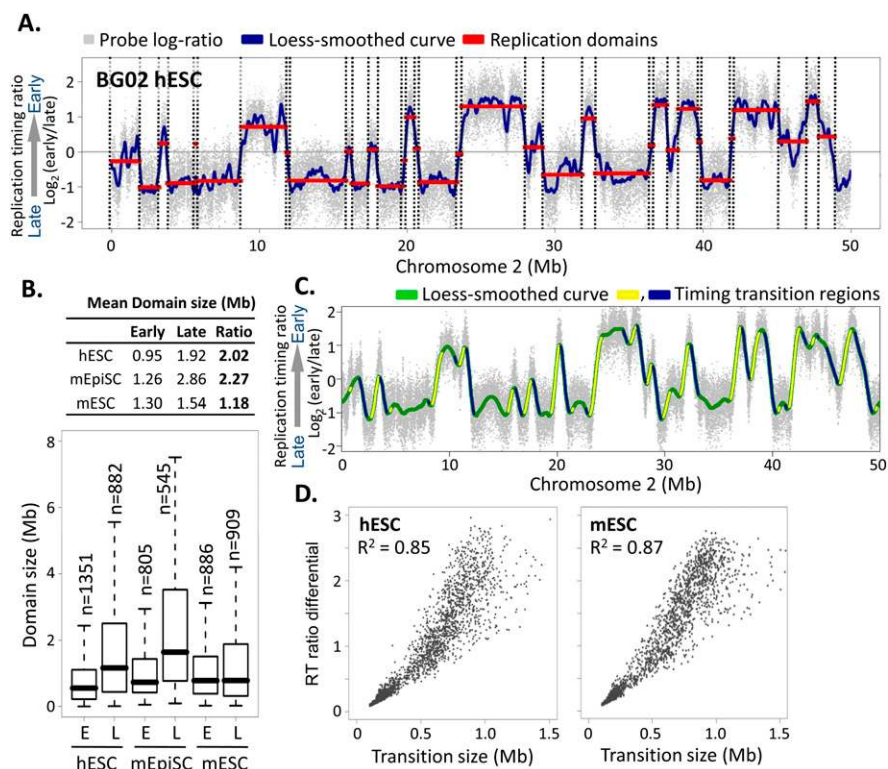 A.
Probe log-ratio Loess-smoothed curve Replication domains
BG02 hESC
Replication timing ratio
Log2 (early/late)
Late Early
2
1
0
-1
-2
0 10 20 30 40 50
Chromosome 2 (Mb)
B.
Mean Domain size (Mb)
Early Late Ratio
hESC 0.95 1.92 2.02
mEpiSC 1.26 2.86 2.27
mESC 1.30 1.54 1.18
Domain size (Mb)
8
6
4
2
0
n=1351 n=882 n=805 n=545 n=886 n=909
E L E L E L
hESC mEpiSC mESC
C.
Loess-smoothed curve , Timing transition regions
Replication timing ratio
Log2 (early/late)
Late Early
2
1
0
-1
-2
0 10 20 30 40 50
Chromosome 2 (Mb)
D.
RT ratio differential
3
2
1
0
hESC
R² = 0.85
0.0 0.5 1.0 1.5
Transition size (Mb)
mESC
R² = 0.87
0.0 0.5 1.0 1.5
Transition size (Mb)